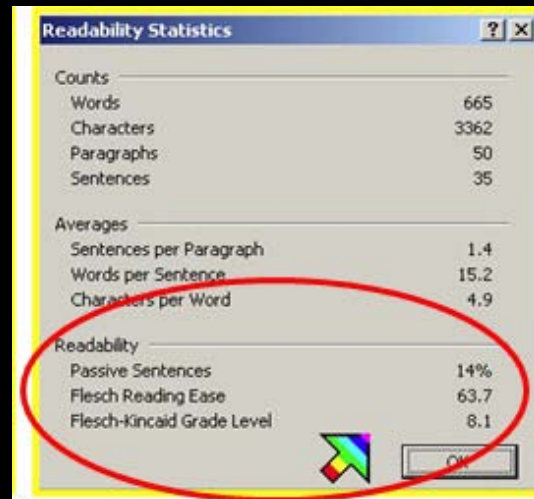 Readability Statistics
Counts
Words 665
Characters 3362
Paragraphs 50
Sentences 35
Averages
Sentences per Paragraph 1.4
Words per Sentence 15.2
Characters per Word 4.9
Readability
Passive Sentences 14%
Flesch Reading Ease 63.7
Flesch-Kincaid Grade Level 8.1
OK